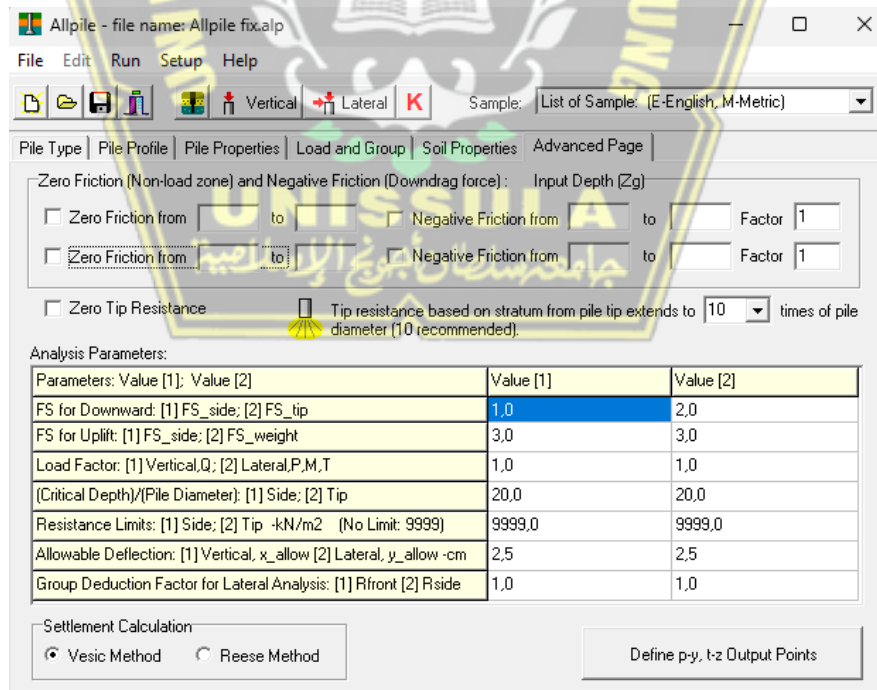 Allpile - file name: Allpile fix.alp
File Edit Run Setup Help
Vertical Lateral K Sample: List of Sample: (E-English, M-Metric)
Pile Type Pile Profile Pile Properties Load and Group Soil Properties Advanced Page
Zero Friction (Non-load zone) and Negative Friction (Downdrag force) : Input Depth (Zg)
Zero Friction from to Negative Friction from to Factor 1
Zero Friction from to Negative Friction from to Factor 1
UNISSULA
جامعة سلطان أجونج الإسلامية
Zero Tip Resistance Tip resistance based on stratum from pile tip extends to 10 times of pile
diameter (10 recommended).
Analysis Parameters:
Parameters: Value [1]; Value [2] Value [1] Value [2]
FS for Downward: [1] FS_side; [2] FS_tip 1,0 2,0
FS for Uplift: [1] FS_side; [2] FS_weight 3,0 3,0
Load Factor: [1] Vertical,Q; [2] Lateral,P,M,T 1,0 1,0
(Critical Depth)/(Pile Diameter): [1] Side; [2] Tip 20,0 20,0
Resistance Limits: [1] Side; [2] Tip -kN/m2 (No Limit: 9999) 9999,0 9999,0
Allowable Deflection: [1] Vertical, x_allow [2] Lateral, y_allow -cm 2,5 2,5
Group Deduction Factor for Lateral Analysis: [1] Rfront [2] Rside 1,0 1,0
Settlement Calculation
Vesic Method Reese Method Define p-y, t-z Output Points